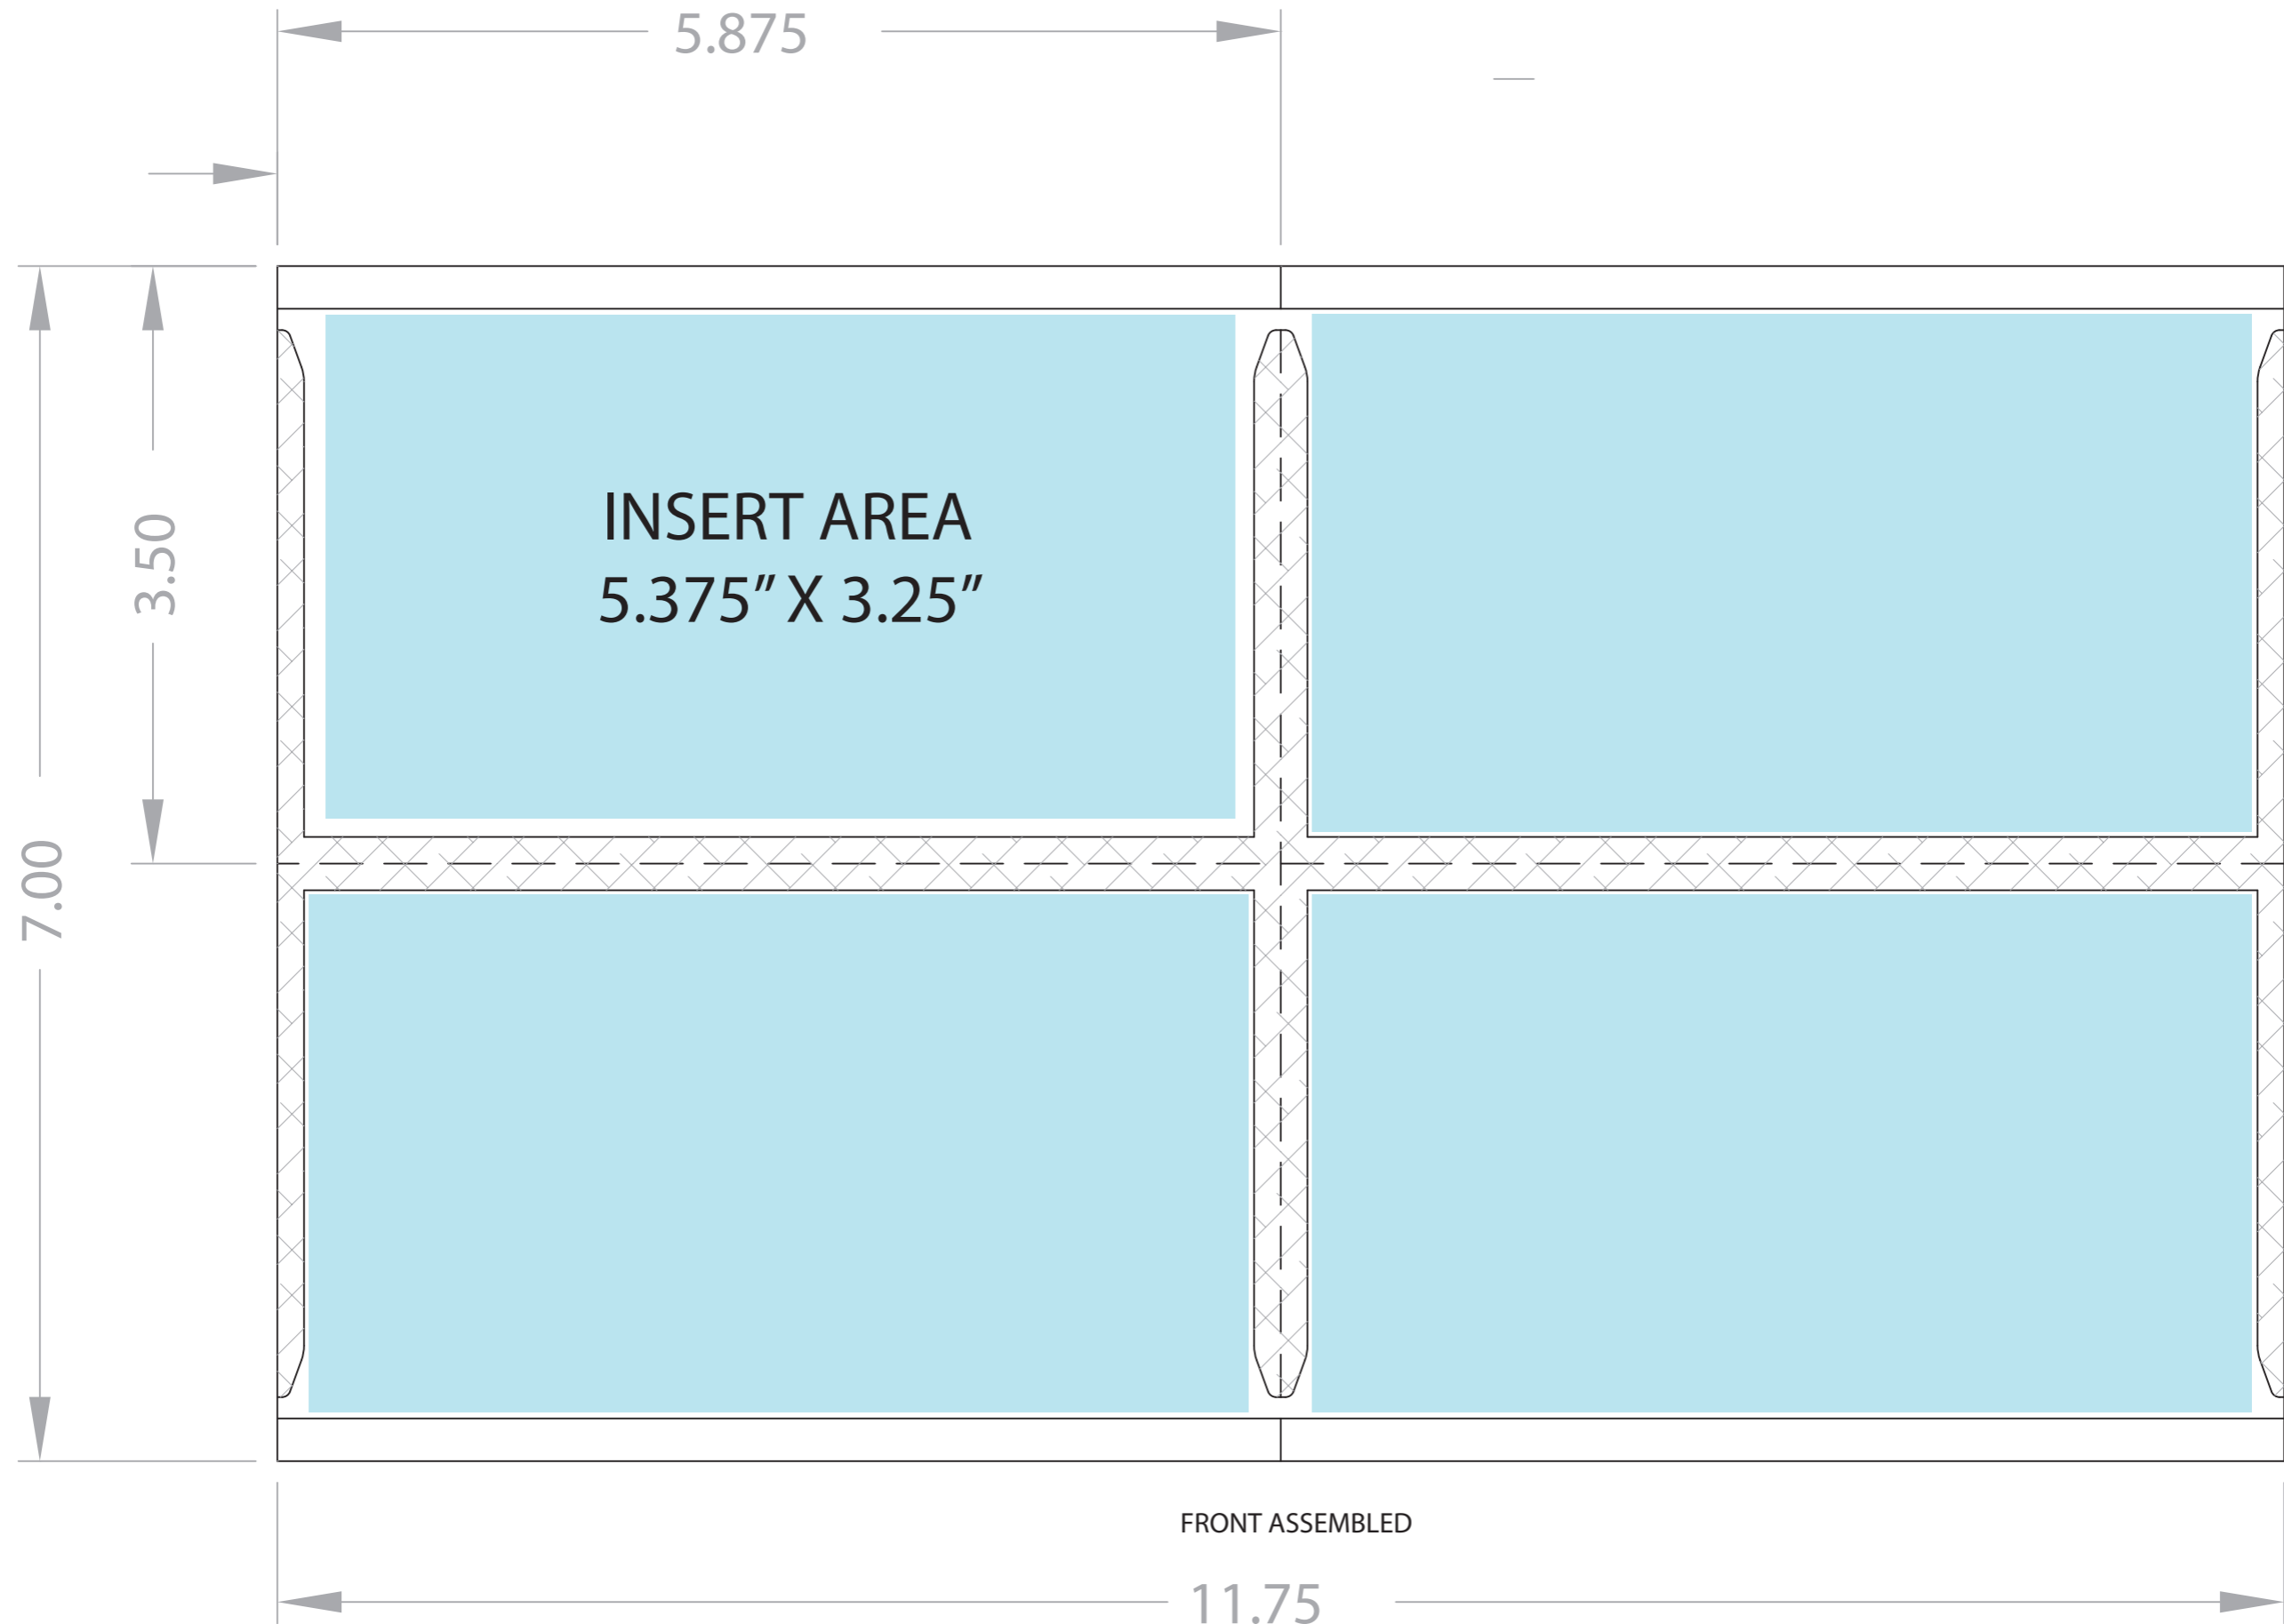 5.875
3.50
INSERT AREA
5.375” X 3.25”
7.00
FRONT ASSEMBLED
11.75